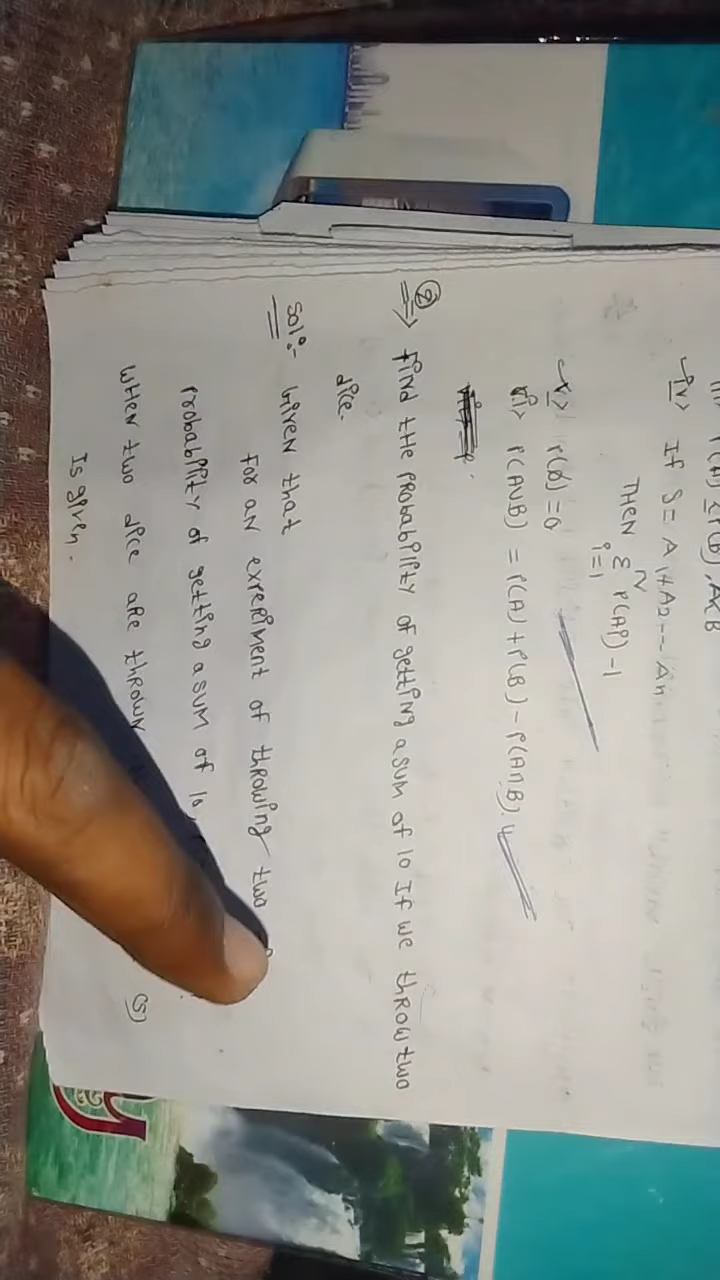 P(A) ≤ P(B), A⊂B
iv> If S = A1+A2--- An
THEN Σ P(Ai) - 1
n
i=1
v> P(Ø) = 0
vi> P(A∪B) = P(A) + P(B) - P(A∩B).
② => FIND tHE PRobabilitY of gettiNg a sUM of 10 If we tHRow two
dice.
Sol:- GIVEN tHat
FoR aN EXPERIMENT of tHRowiNg two
PRobabilitY of gettiNg a sUM of 10
WHEN two dice aRE tHRowN (S)
Is given.